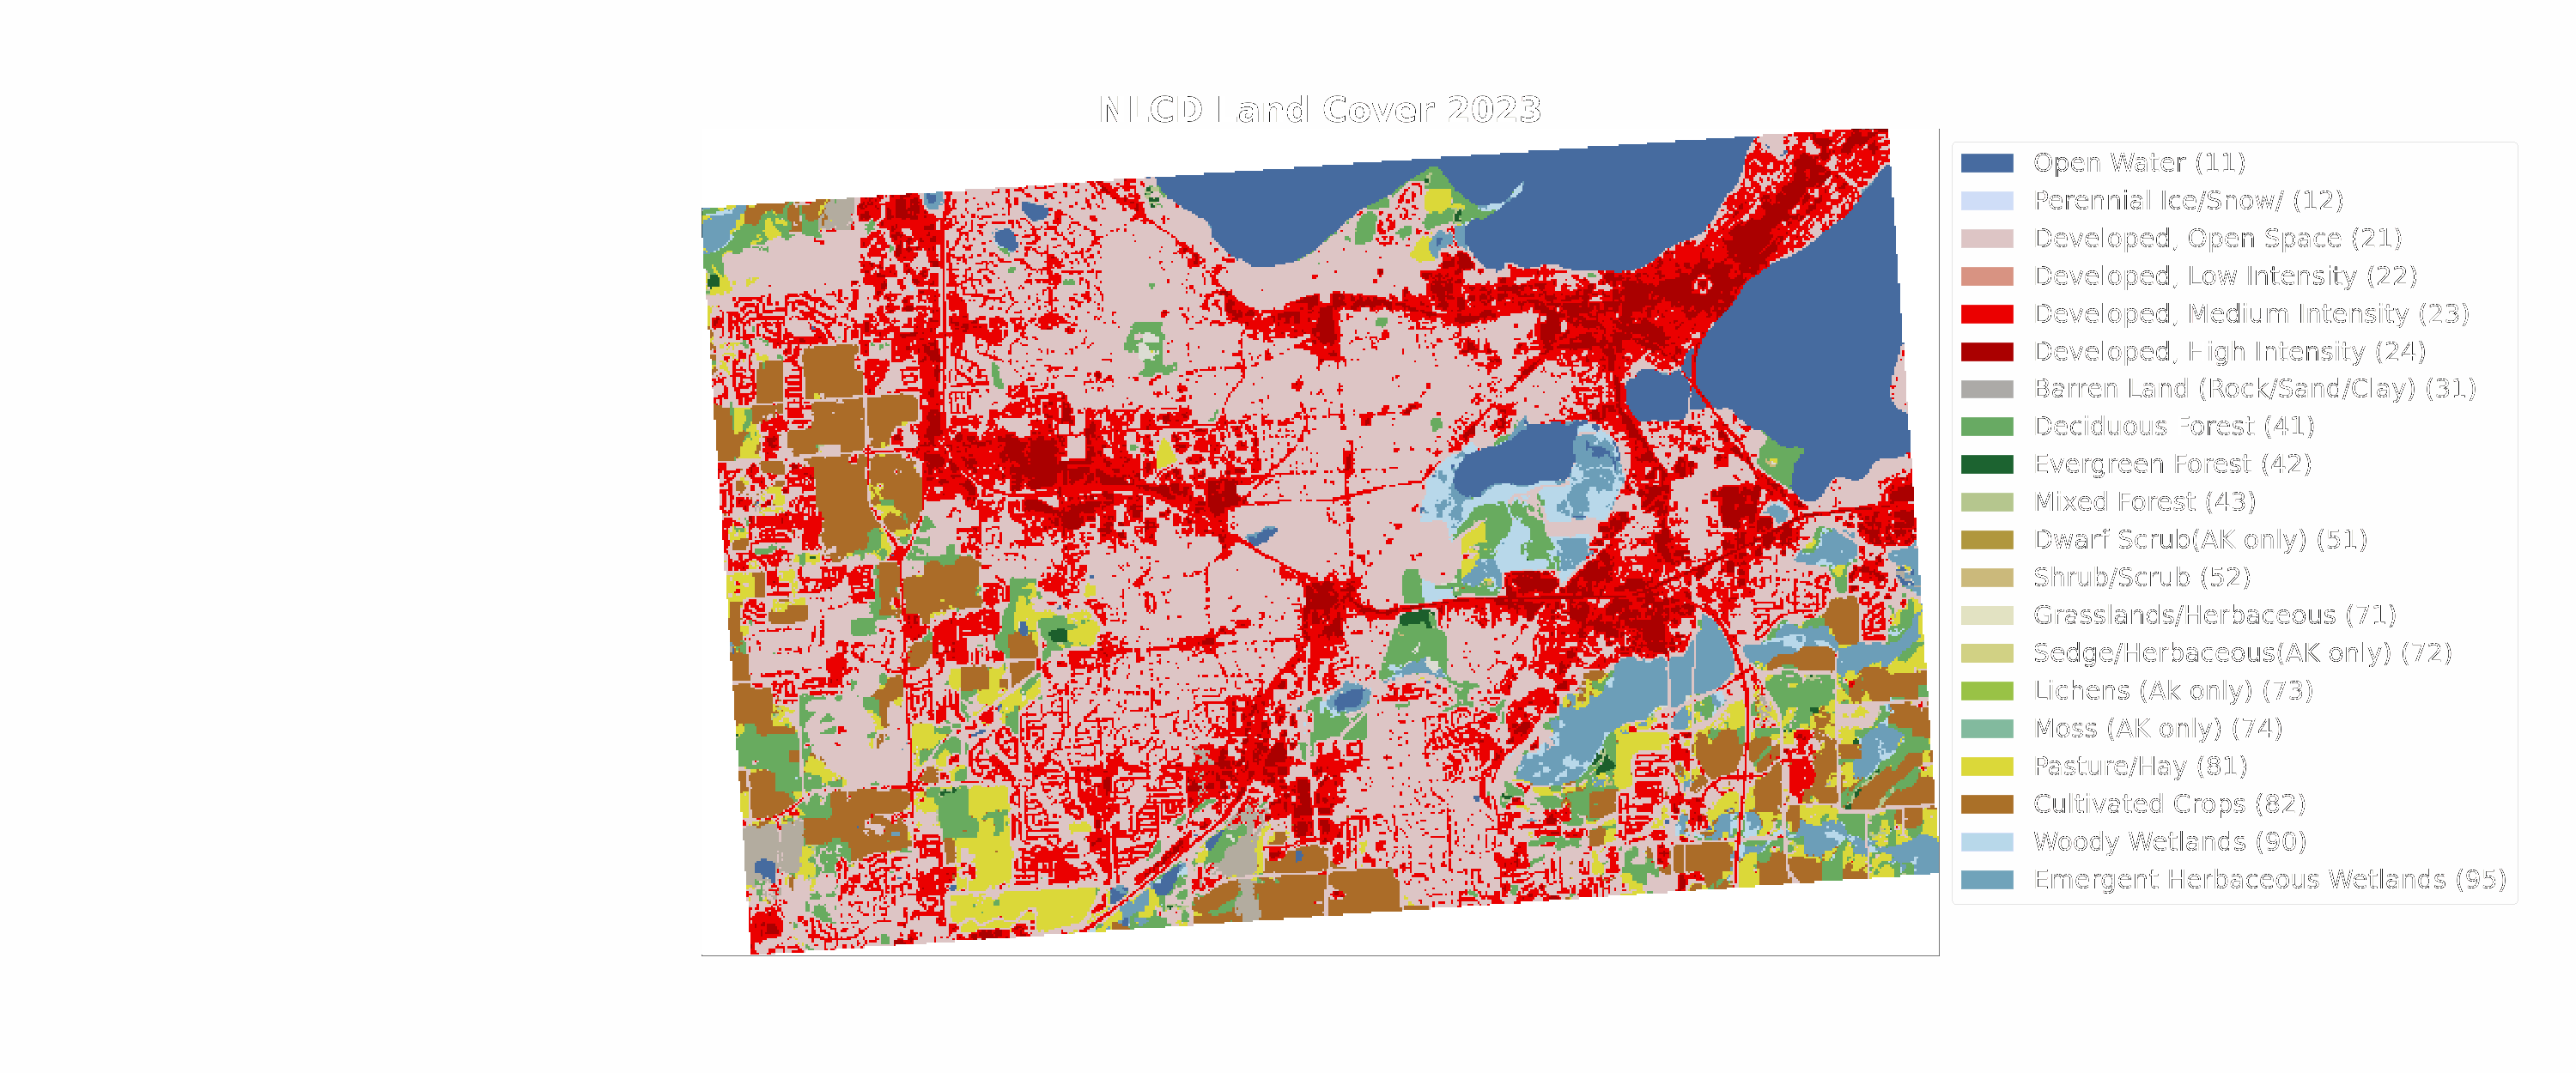 NLCD Land Cover 2023
Open Water (11)
Perennial Ice/Snow/ (12)
Developed, Open Space (21)
Developed, Low Intensity (22)
Developed, Medium Intensity (23)
Developed, High Intensity (24)
Barren Land (Rock/Sand/Clay) (31)
Deciduous Forest (41)
Evergreen Forest (42)
Mixed Forest (43)
Dwarf Scrub(AK only) (51)
Shrub/Scrub (52)
Grasslands/Herbaceous (71)
Sedge/Herbaceous(AK only) (72)
Lichens (Ak only) (73)
Moss (AK only) (74)
Pasture/Hay (81)
Cultivated Crops (82)
Woody Wetlands (90)
Emergent Herbaceous Wetlands (95)